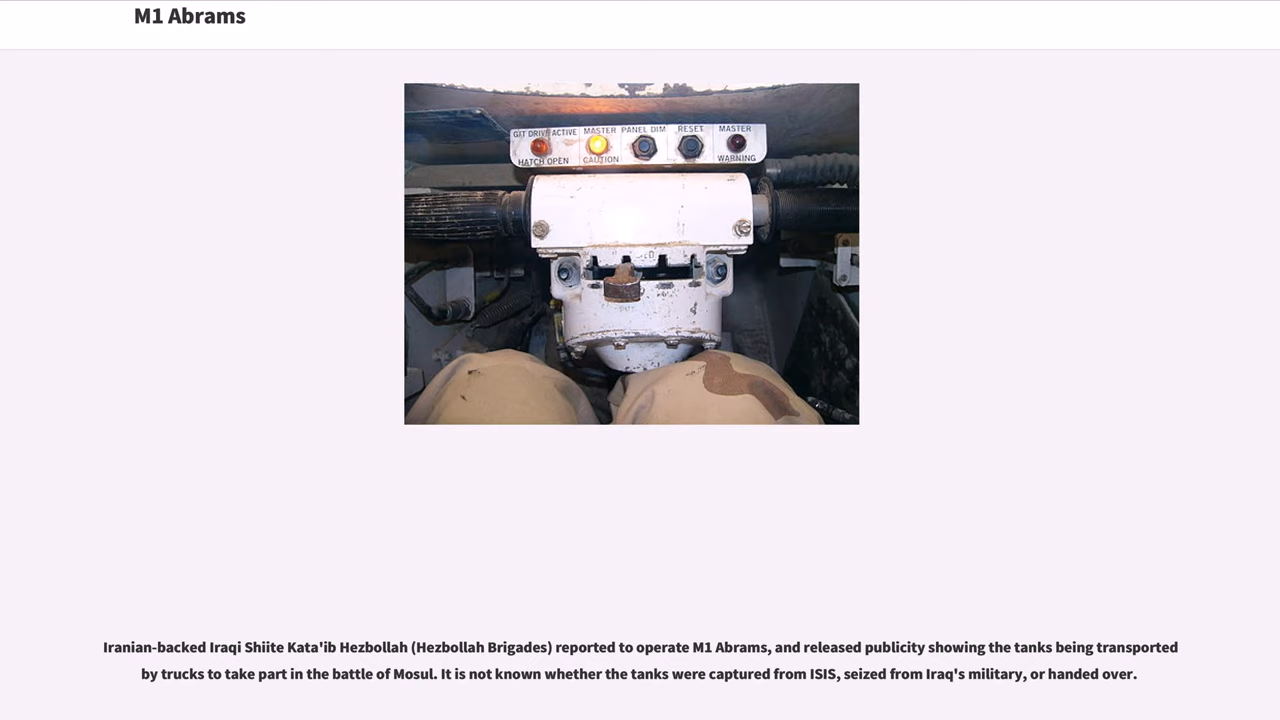 M1 Abrams
GT DRIVE ACTIVE MASTER PANEL DIM RESET MASTER
HATCH OPEN CAUTION WARNING
Iranian-backed Iraqi Shiite Kata'ib Hezbollah (Hezbollah Brigades) reported to operate M1 Abrams, and released publicity showing the tanks being transported
by trucks to take part in the battle of Mosul. It is not known whether the tanks were captured from ISIS, seized from Iraq's military, or handed over.